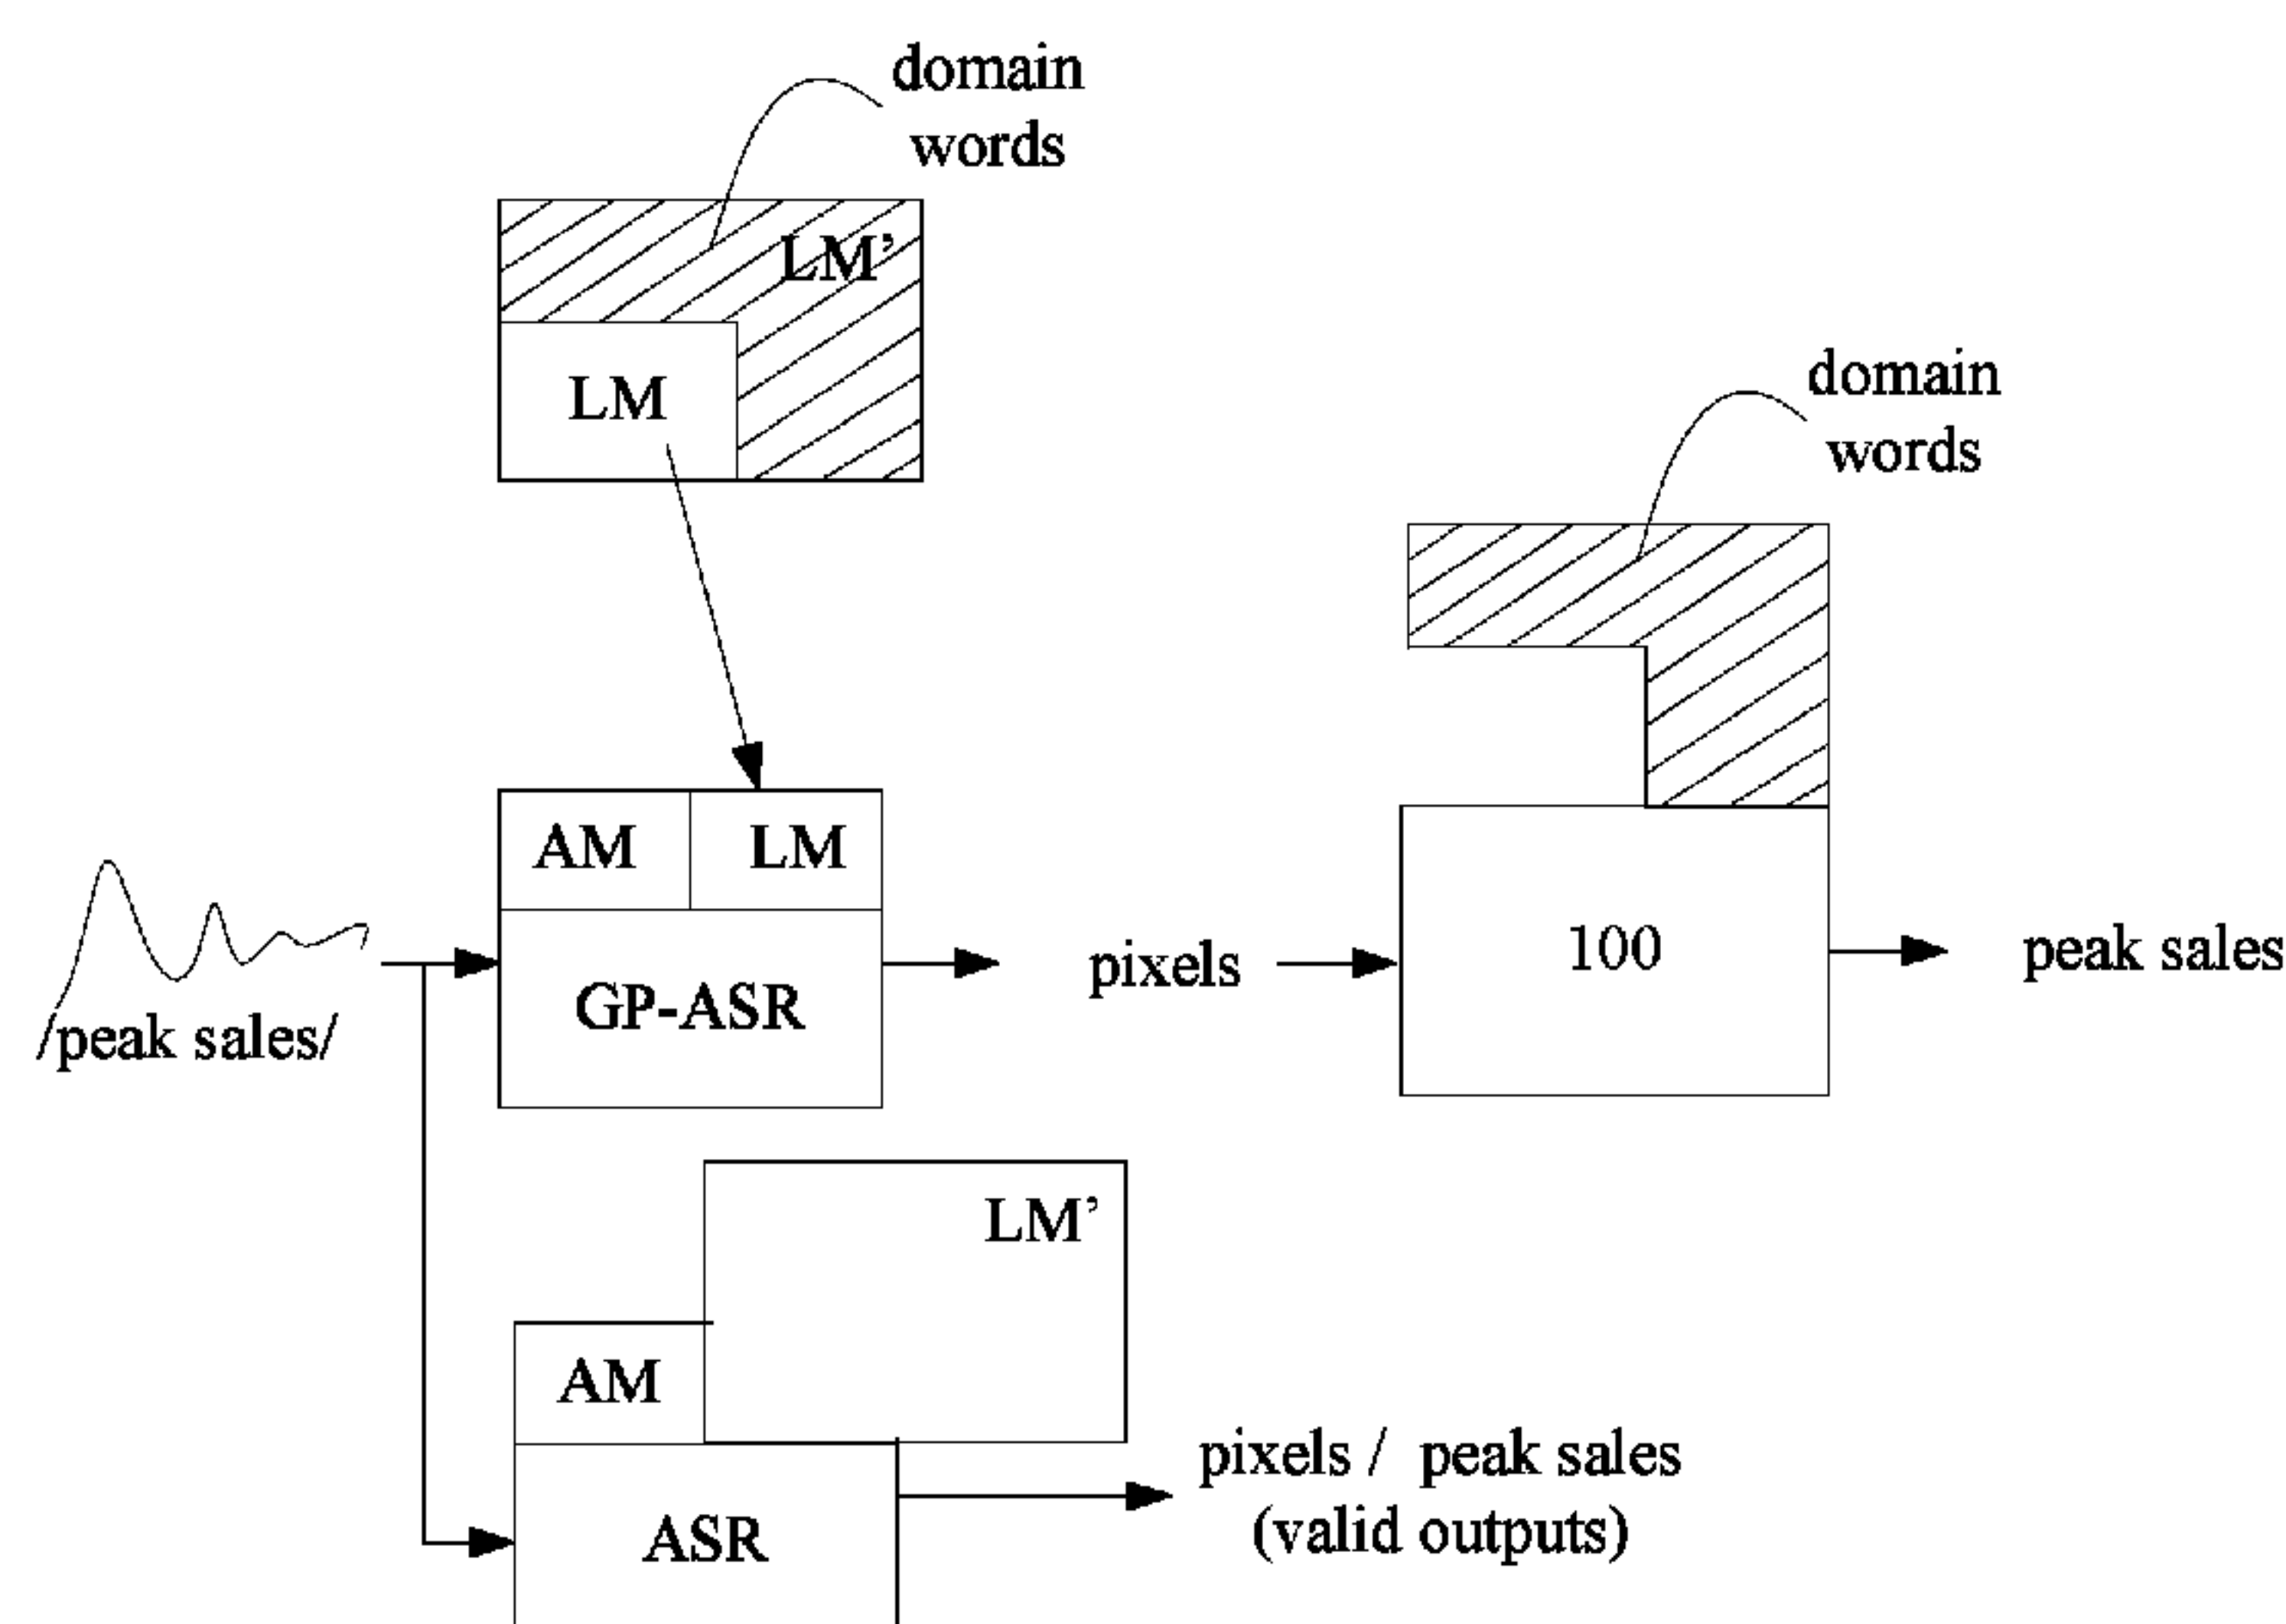 domain
words
LM’
LM
domain
words
AM LM
GP-ASR
/peak sales/
pixels
100
peak sales
LM’
AM
ASR
pixels / peak sales
(valid outputs)